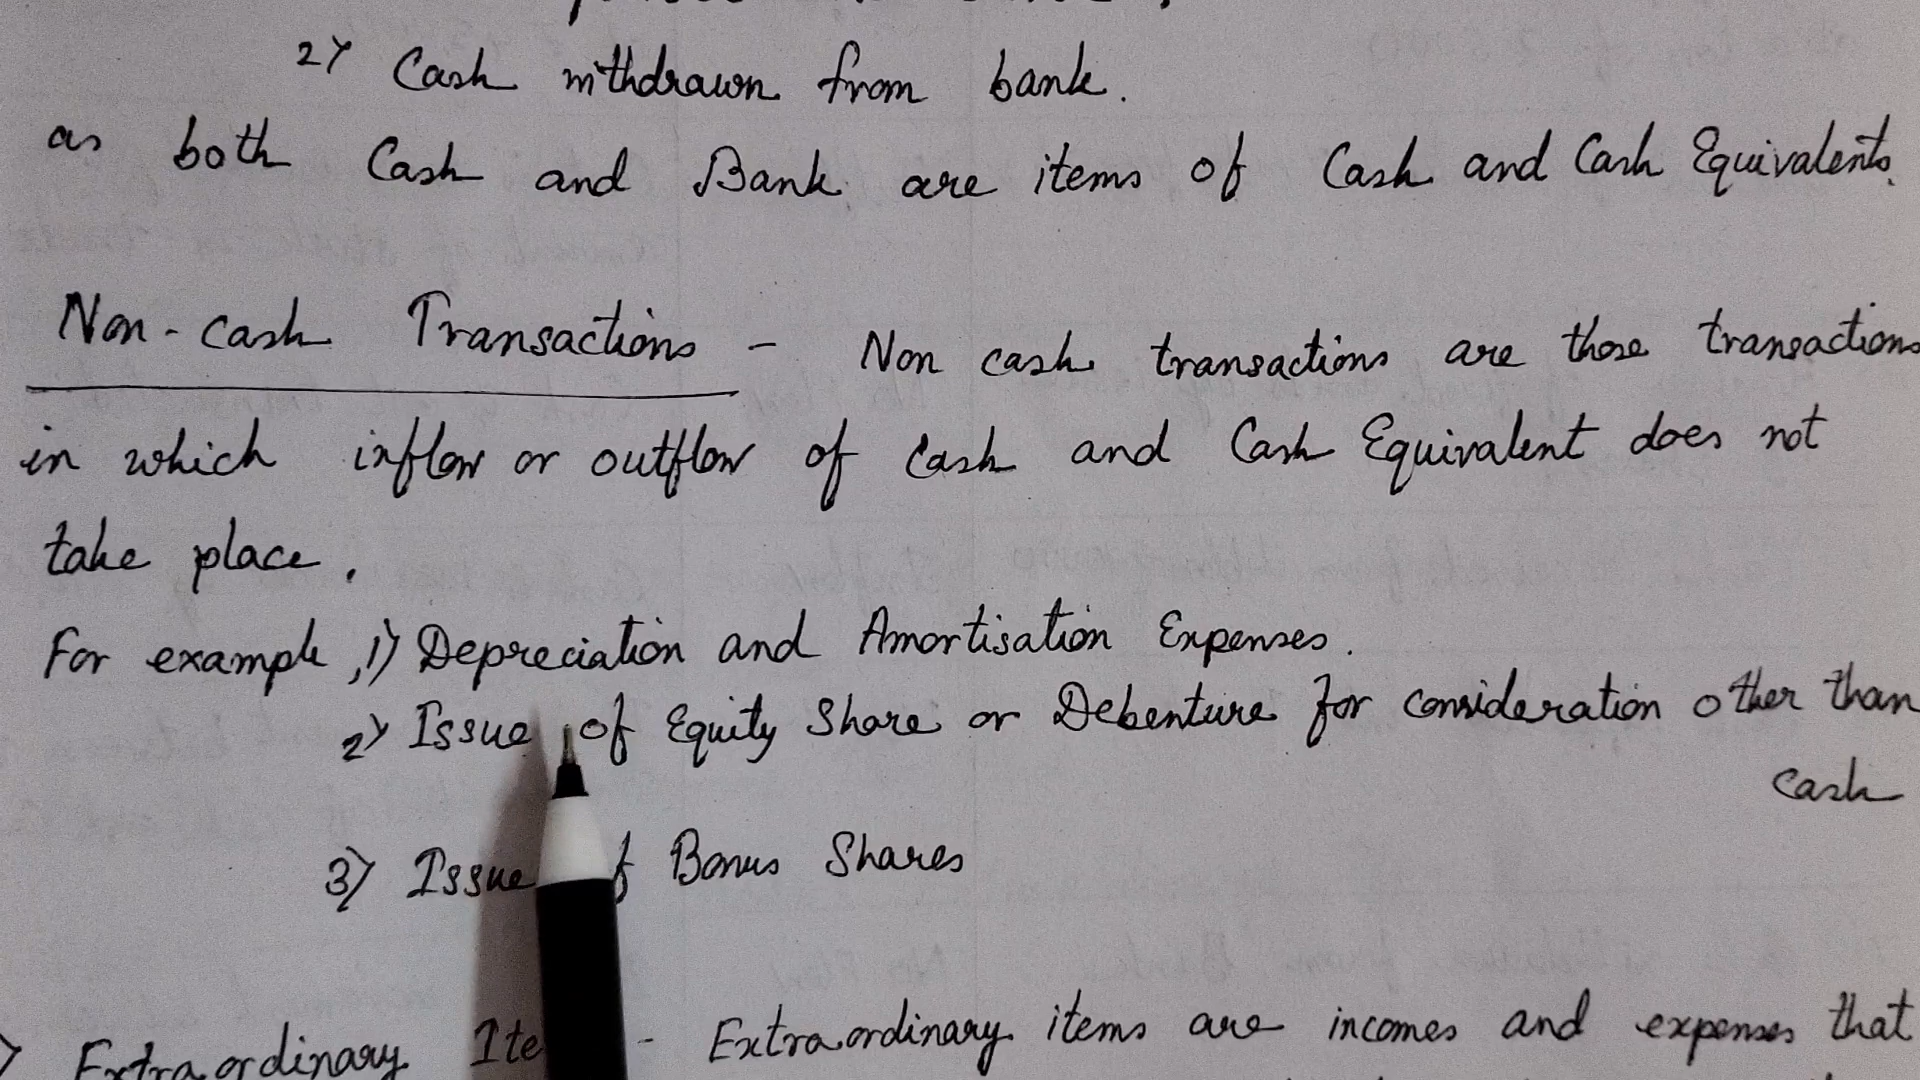 2) Cash withdrawn from bank.
as both Cash and Bank are items of Cash and Cash Equivalents.
Non-cash Transactions - Non cash transactions are those transactions
in which inflow or outflow of cash and Cash Equivalent does not
take place.
For example, 1) Depreciation and Amortisation Expenses.
2) Issue of Equity Share or Debenture for consideration other than
cash
3) Issue of Bonus Shares
Extraordinary Ite - Extraordinary items are incomes and expenses that